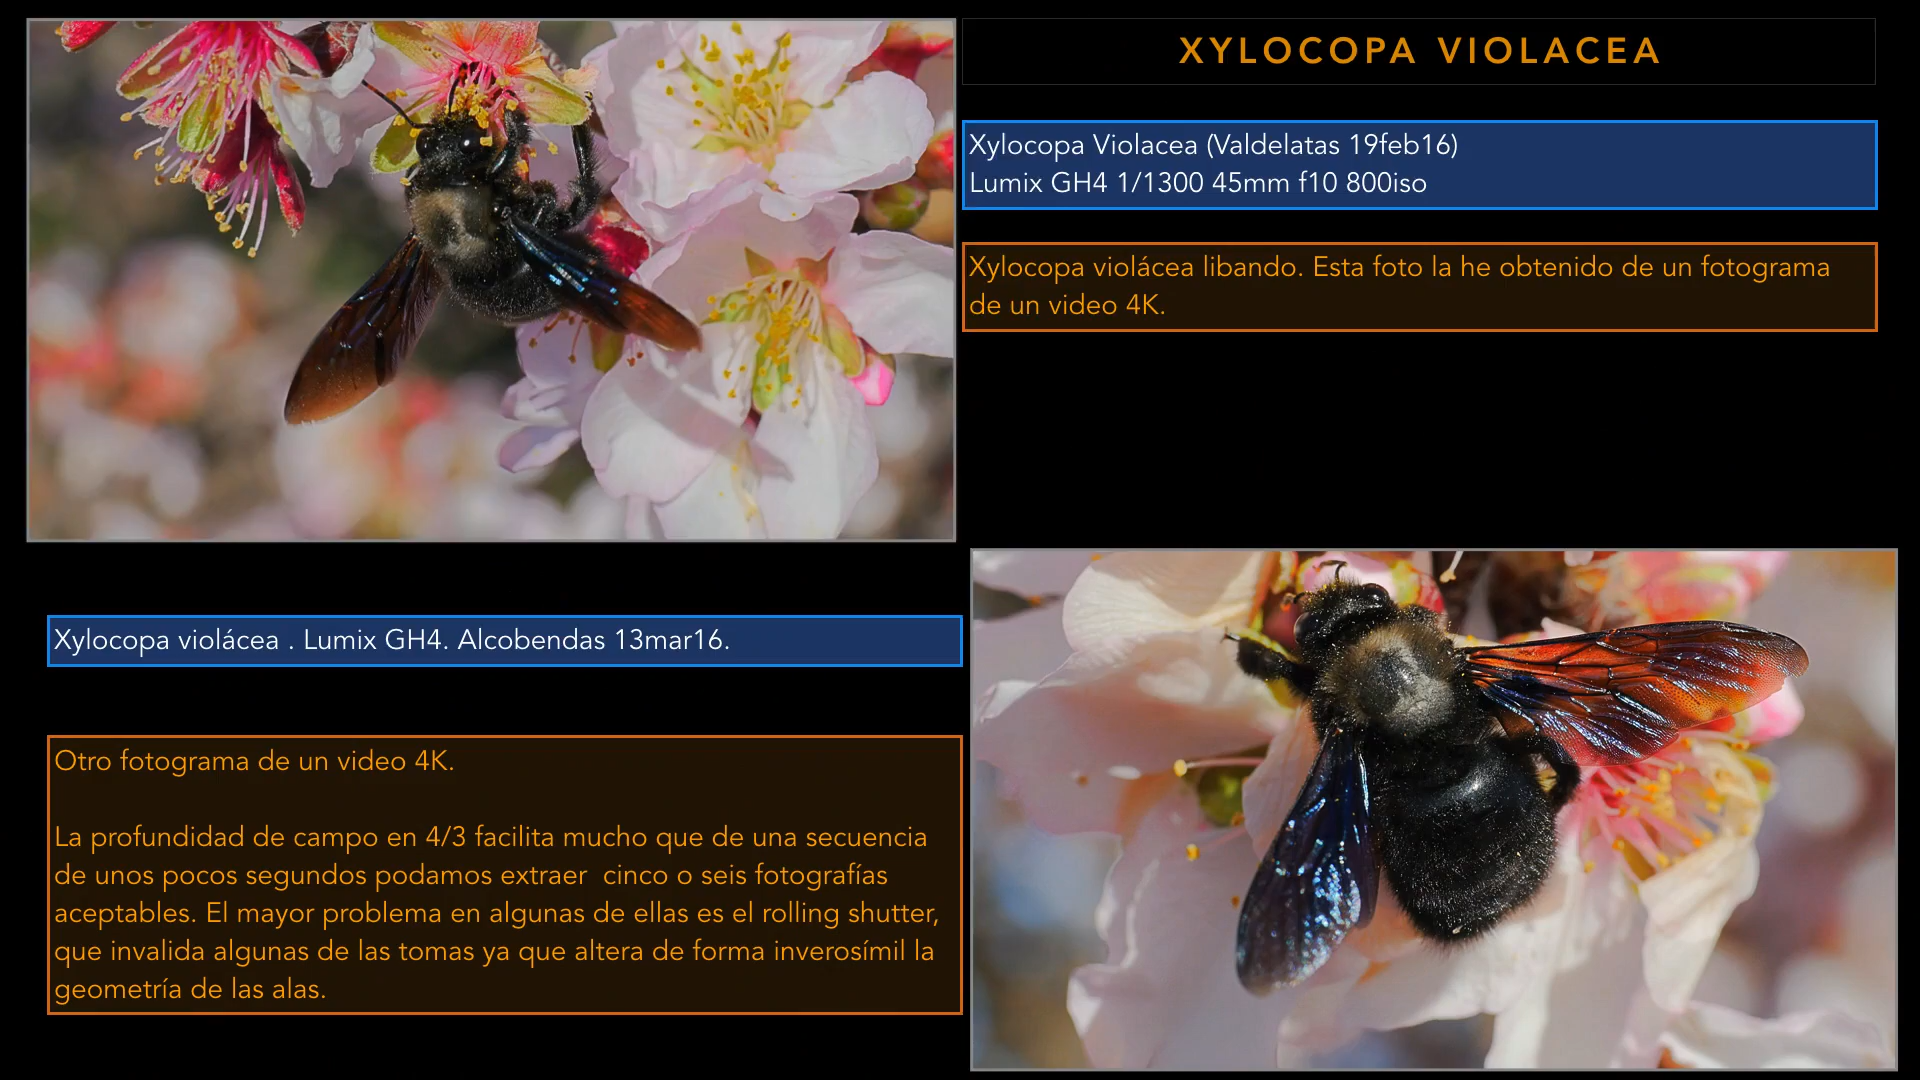 XYLOCOPA VIOLACEA
Xylocopa Violacea (Valdelatas 19feb16)
Lumix GH4 1/1300 45mm f10 800iso
Xylocopa violácea libando. Esta foto la he obtenido de un fotograma
de un video 4K.
Xylocopa violácea . Lumix GH4. Alcobendas 13mar16.
Otro fotograma de un video 4K.
La profundidad de campo en 4/3 facilita mucho que de una secuencia
de unos pocos segundos podamos extraer  cinco o seis fotografías
aceptables. El mayor problema en algunas de ellas es el rolling shutter,
que invalida algunas de las tomas ya que altera de forma inverosímil la
geometría de las alas.